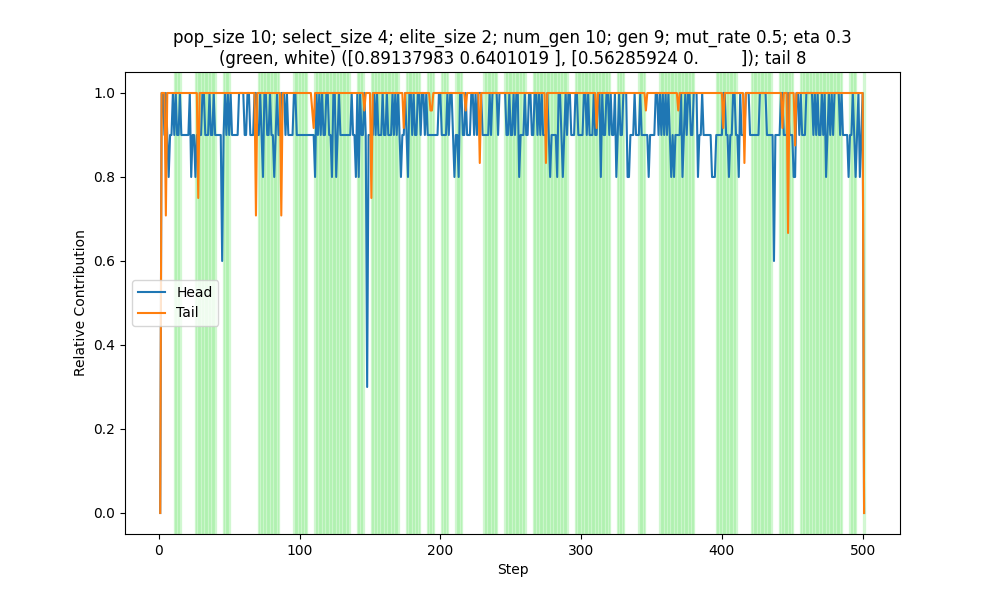 pop_size 10; select_size 4; elite_size 2; num_gen 10; gen 9; mut_rate 0.5; eta 0.3
(green, white) ([0.89137983 0.6401019 ], [0.56285924 0.        ]); tail 8
1.0
0.8
0.6
0.4
0.2
0.0
Relative Contribution
Head
Tail
0
100
200
300
400
500
Step